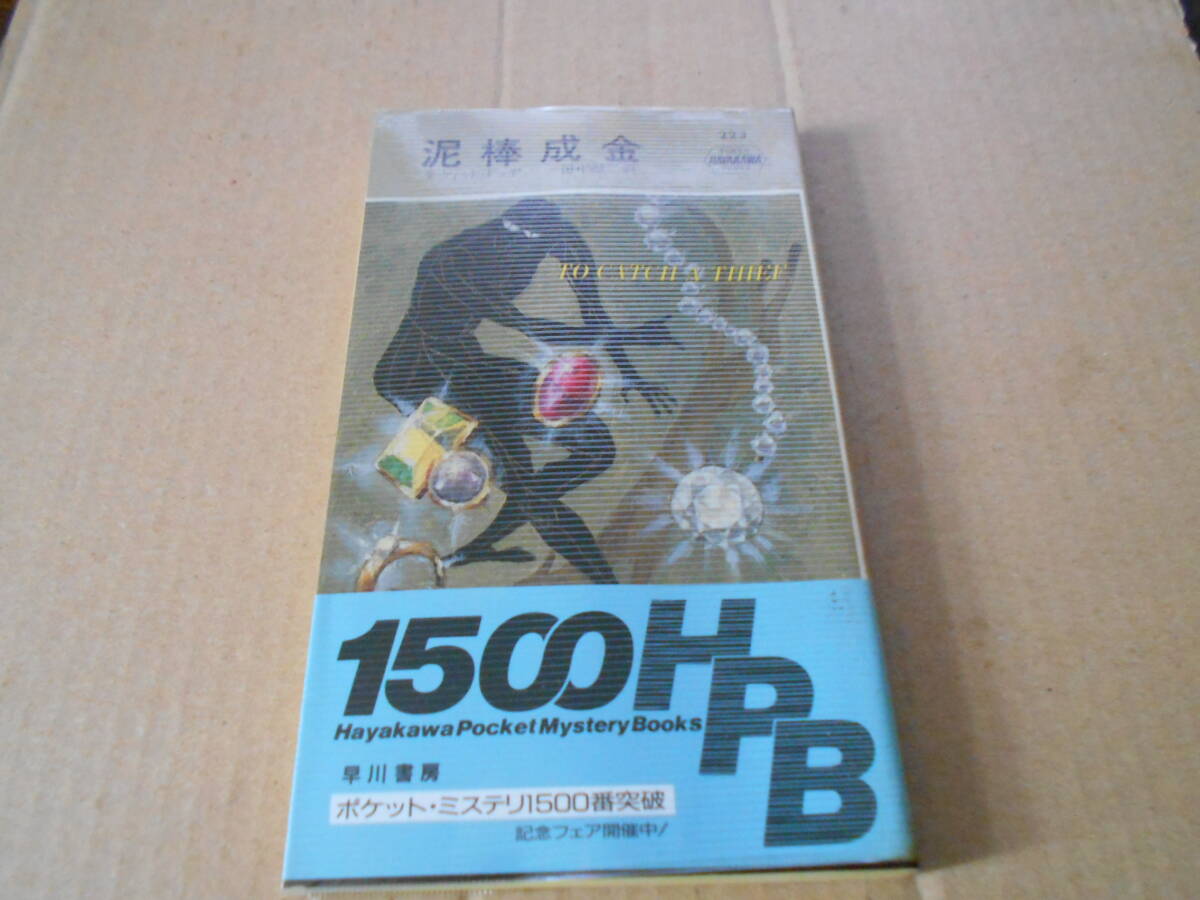 泥棒成金
223
HAYAKAWA
TO CATCH A THIEF
1500HPB
Hayakawa Pocket Mystery Books
早川書房
ポケット・ミステリ1500番突破
記念フェア開催中!